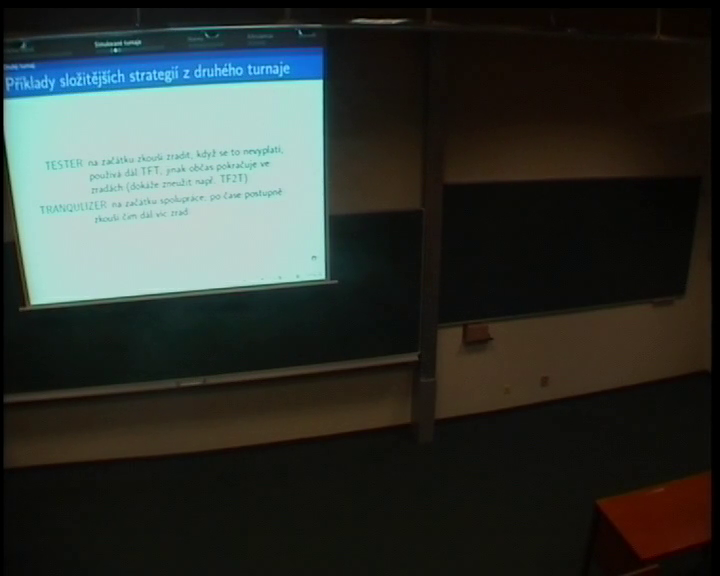 Simulované turnaje
Druhý turnaj
Příklady složitějších strategií z druhého turnaje
TESTER na začátku zkouší zradit, když se to nevyplatí,
používá dál TFT, jinak občas pokračuje ve
zradách (dokáže zneužít např. TF2T)
TRANQUILIZER na začátku spolupráce, po čase postupně
zkouší čím dál víc zrad